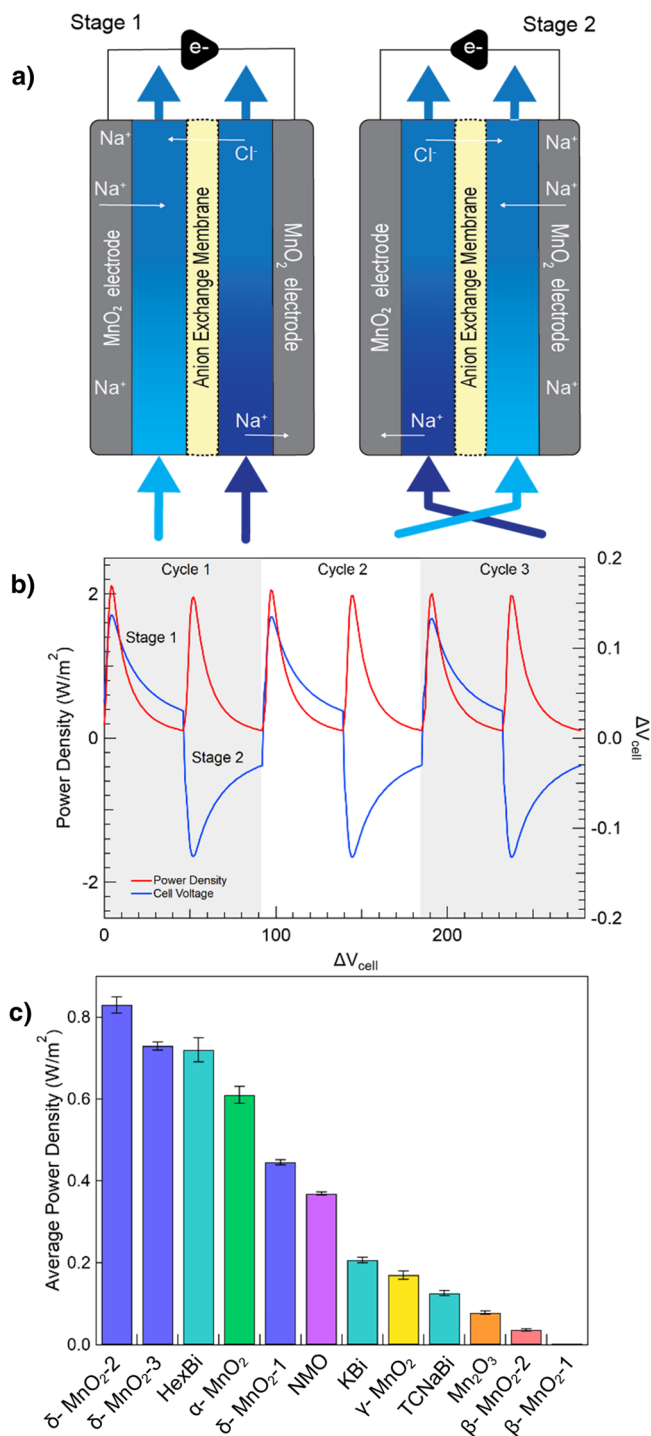 Stage 1
Stage 2
a)
e-
e-
Na⁺
Cl⁻
Na⁺
MnO₂ electrode
Anion Exchange Membrane
MnO₂ electrode
Na⁺
Na⁺
Cl⁻
Na⁺
Na⁺
MnO₂ electrode
Anion Exchange Membrane
MnO₂ electrode
Na⁺
Na⁺
b)
Cycle 1
Cycle 2
Cycle 3
Stage 1
Stage 2
Power Density
Cell Voltage
Power Density (W/m²)
2
0
-2
ΔV cell
0.2
0.1
0.0
-0.1
-0.2
0
100
200
ΔV cell
c)
Average Power Density (W/m²)
0.8
0.6
0.4
0.2
0.0
δ- MnO₂-2
δ- MnO₂-3
HexBi
α- MnO₂
δ- MnO₂-1
NMO
KBi
γ- MnO₂
TCNaBi
Mn₂O₃
β- MnO₂-2
β- MnO₂-1